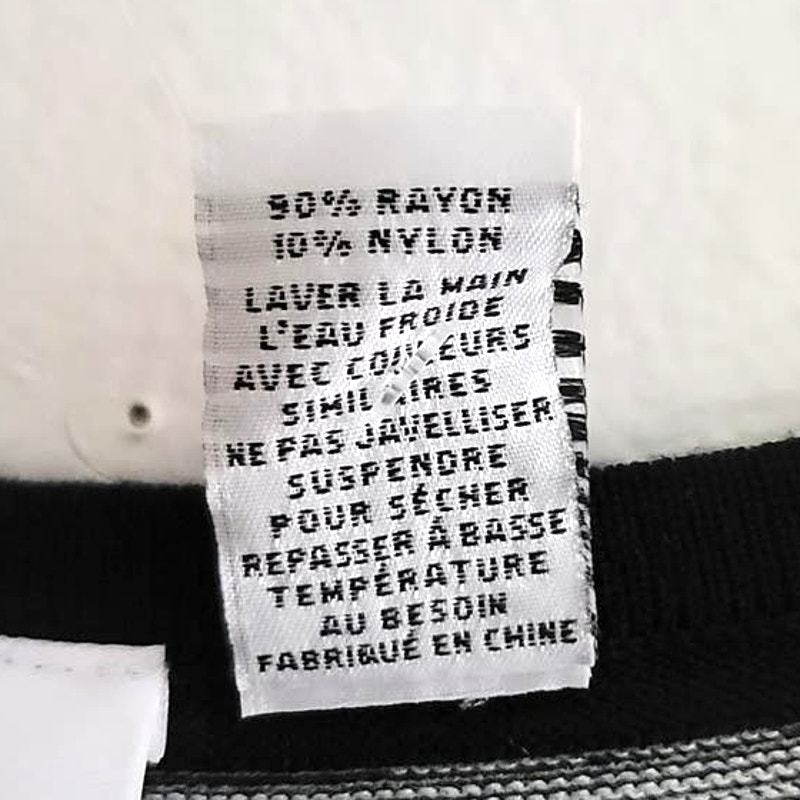 90% RAYON
10% NYLON
LAVER LA MAIN
L'EAU FROIDE
AVEC COULEURS
SIMILAIRES
NE PAS JAVELLISER
SUSPENDRE
POUR SÉCHER
REPASSER À BASSE
TEMPÉRATURE
AU BESOIN
FABRIQUÉ EN CHINE